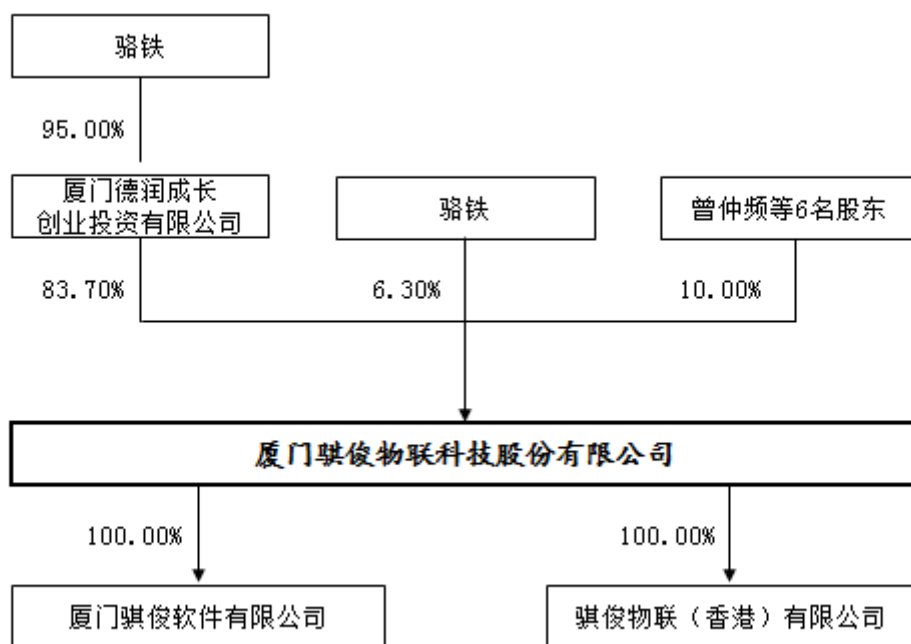 骆铁
95.00%
厦门德润成长
创业投资有限公司
骆铁
曾仲频等6名股东
83.70%
6.30%
10.00%
厦门骐俊物联科技股份有限公司
100.00%
100.00%
厦门骐俊软件有限公司
骐俊物联（香港）有限公司